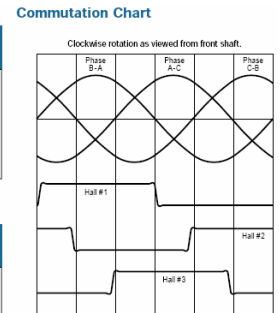 Commutation Chart
Clockwise rotation as viewed from front shaft.
Phase Phase Phase
B-A A-C C-B
Hall #1
Hall #2
Hall #3